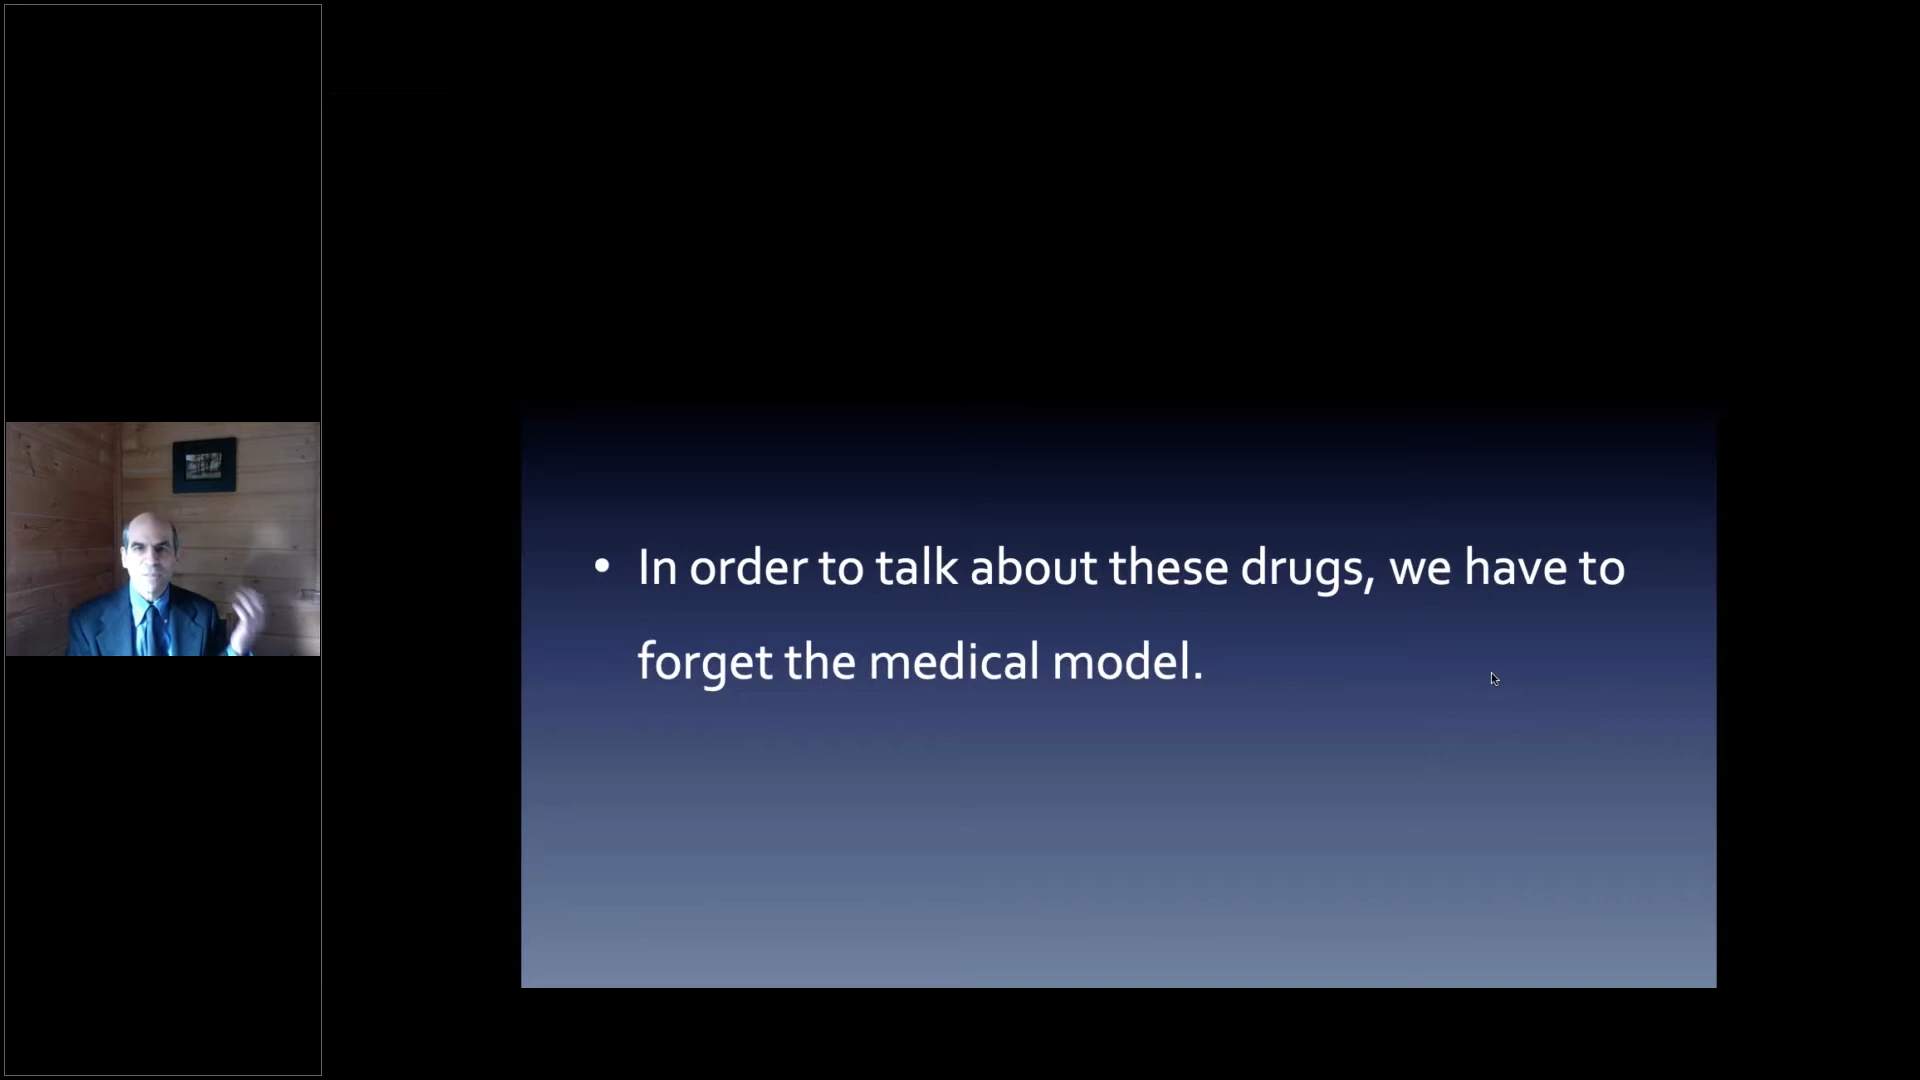 • In order to talk about these drugs, we have to
forget the medical model.